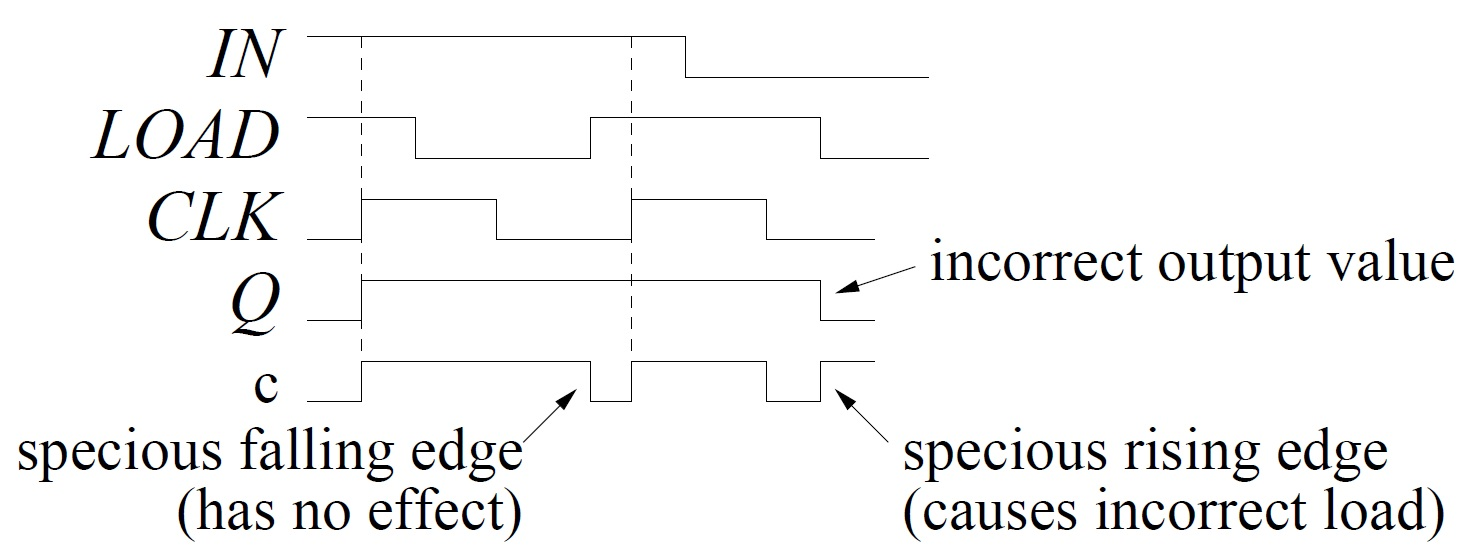 IN
LOAD
CLK
incorrect output value
Q
c
specious falling edge
(has no effect)
specious rising edge
(causes incorrect load)